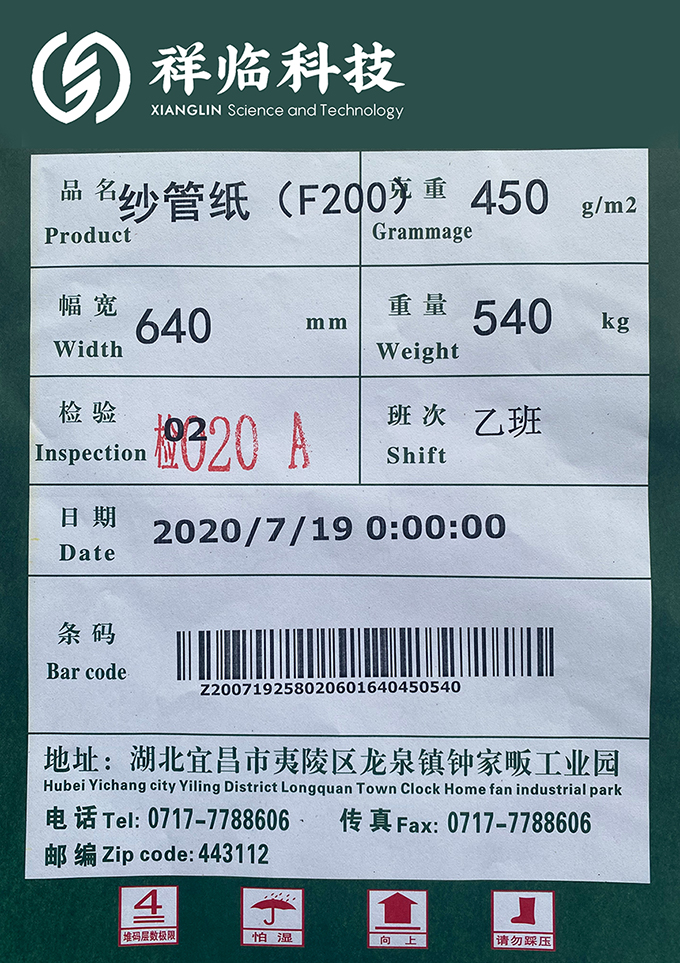 祥临科技
XIANGLIN Science and Technology
品名 纱管纸（F200）
Product
克重 450 g/m2
Grammage
幅宽 640 mm
Width
重量 540 kg
Weight
检验 02
Inspection
检020 A
班次 乙班
Shift
日期 2020/7/19 0:00:00
Date
条码
Bar code
Z200719258020601640450540
地址：湖北宜昌市夷陵区龙泉镇钟家畈工业园
Hubei Yichang city Yiling District Longquan Town Clock Home fan industrial park
电话 Tel: 0717-7788606 传真 Fax: 0717-7788606
邮编 Zip code: 443112
4
堆码层数极限
怕湿
向上
请勿踩压